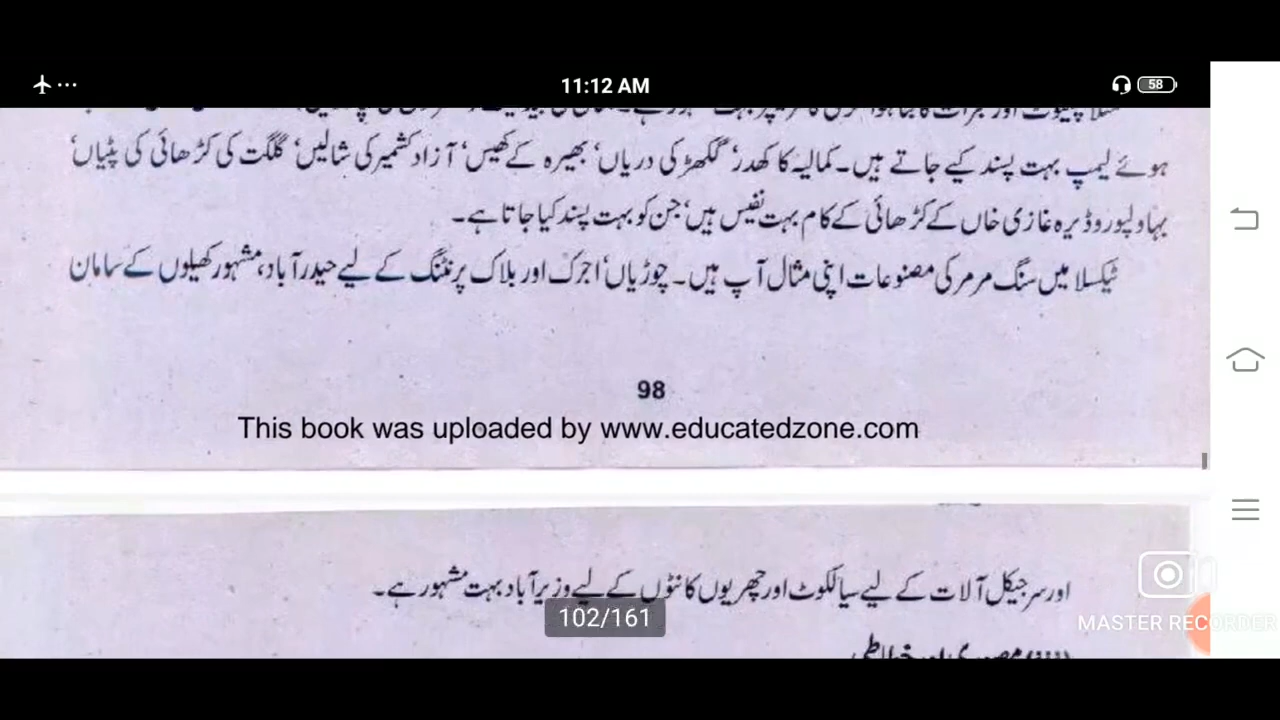 11:12 AM
58
ہوئے لیمپ بہت پسند کیے جاتے ہیں۔ کمالیہ کا کھدر‘ گکھڑ کی دریاں‘ بھیرہ کے کھیس‘ آزاد کشمیر کی شالیں‘ گلگت کی کڑھائی کی پٹیاں‘
بہاولپور و ڈیرہ غازی خاں کے کڑھائی کے کام بہت نفیس ہیں‘ جن کو بہت پسند کیا جاتا ہے۔
ٹیکسلا میں سنگ مرمر کی مصنوعات اپنی مثال آپ ہیں۔ چوڑیاں‘ اجرک اور بلاک پرنٹنگ کے لیے حیدرآباد، مشہور کھیلوں کے سامان
98
This book was uploaded by www.educatedzone.com
اور سرجیکل آلات کے لیے سیالکوٹ اور چھریوں کانٹوں کے لیے وزیرآباد بہت مشہور ہے۔
102/161
MASTER RECORDER